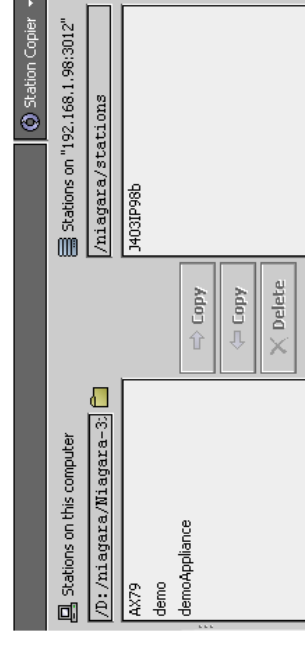 Station Copier
Stations on this computer
/D:/niagara/Niagara-3:
AX79
demo
demoAppliance
Copy
Copy
Delete
Stations on "192.168.1.98:3012"
/niagara/stations
J403IP98b